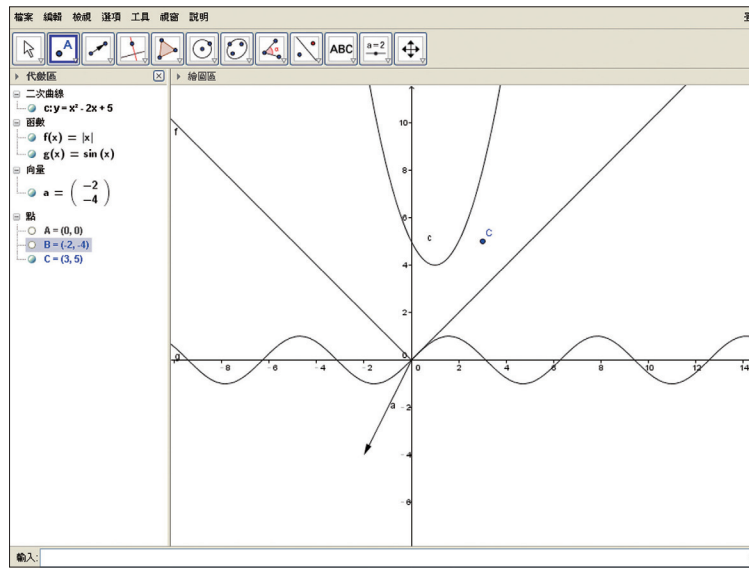 檔案 編輯 檢視 選項 工具 視窗 說明
A
ABC
a=2
代數區
繪圖區
二次曲線
c: y = x² - 2x + 5
函數
f(x) = |x|
g(x) = sin (x)
向量
a = ( -2
-4 )
點
A = (0, 0)
B = (-2, -4)
C = (3, 5)
f
g
c
C
a
10
8
6
4
2
0
-2
-4
-6
-8 -6 -4 -2 0 2 4 6 8 10 12 14
輸入: